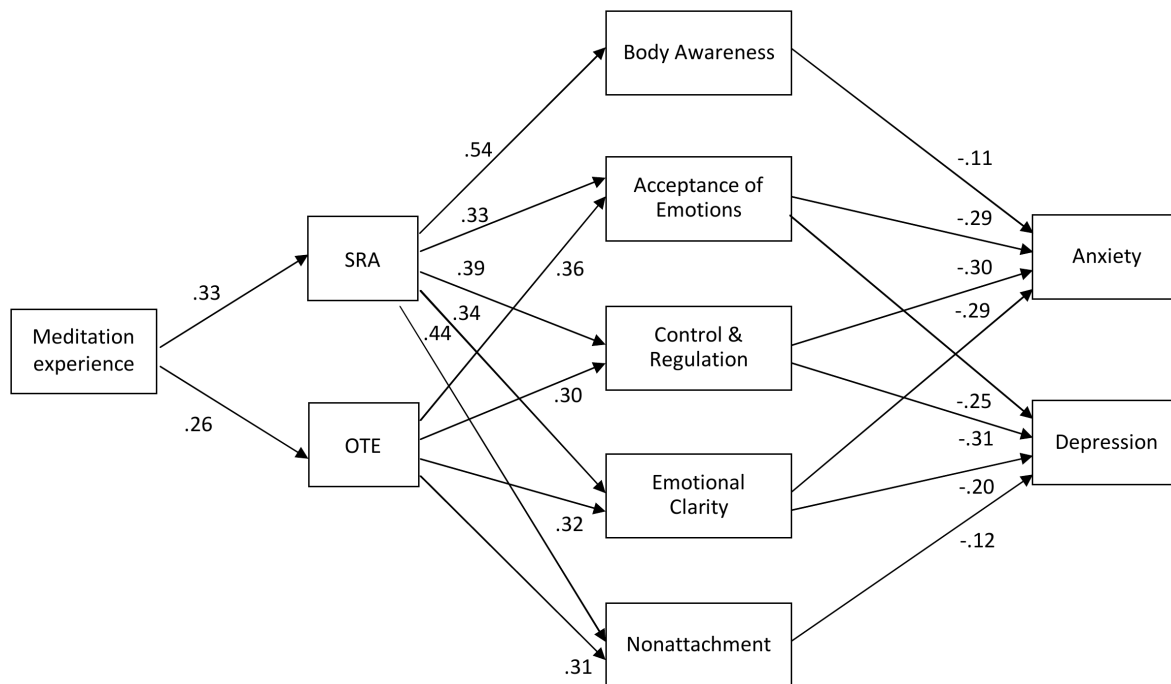 Body Awareness
.54
-.11
Acceptance of
Emotions
.33
-.29
SRA
Anxiety
.39
.36
-.30
.33
.34
-.29
.44
Meditation
experience
Control &
Regulation
.30
-.25
.26
OTE
-.31
Depression
Emotional
Clarity
-.20
.32
-.12
Nonattachment
.31